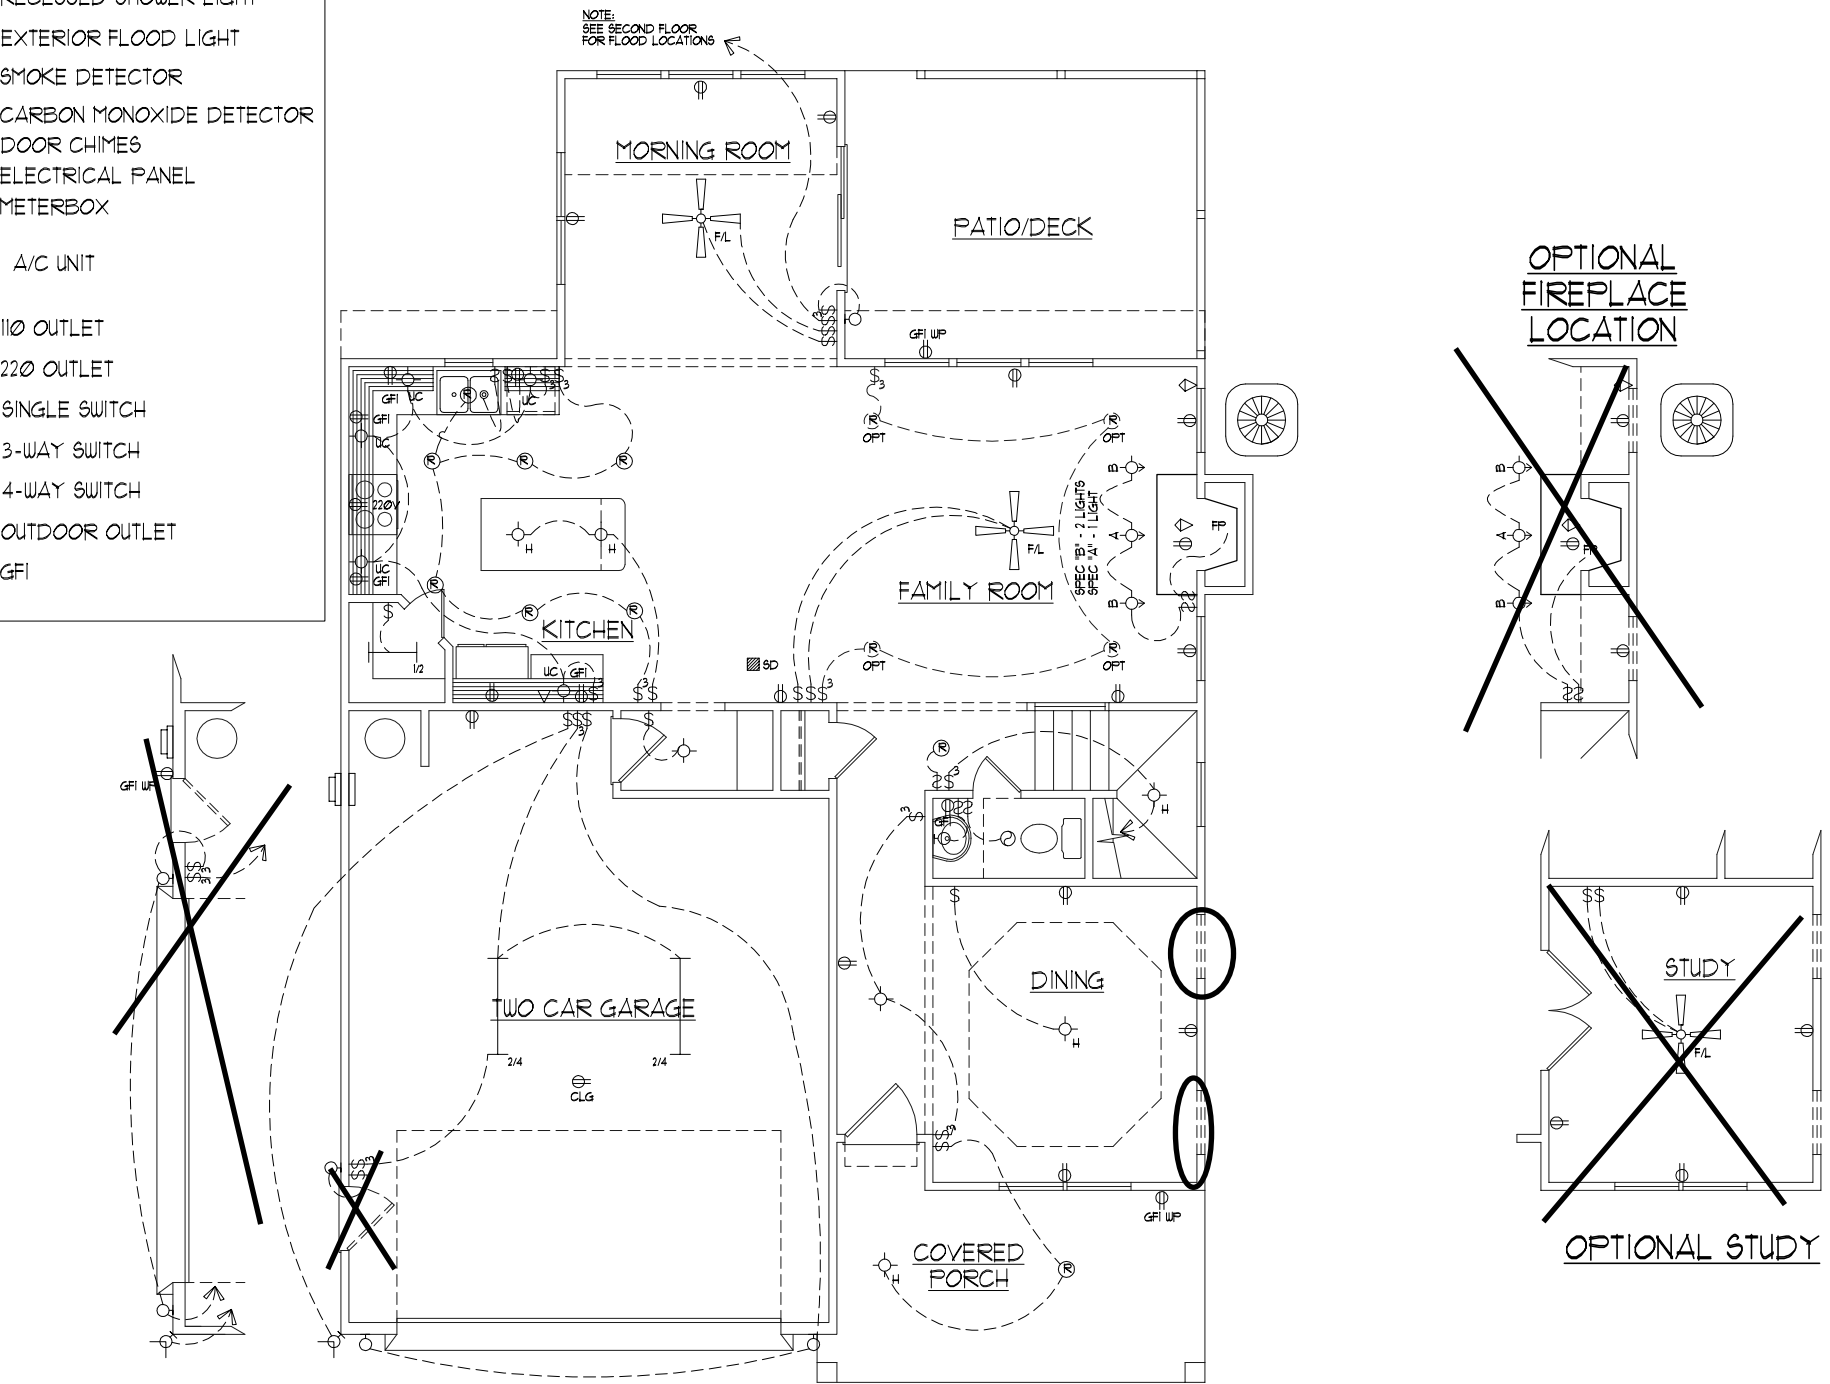 RECESSED SHOWER LIGHT
EXTERIOR FLOOD LIGHT
SMOKE DETECTOR
CARBON MONOXIDE DETECTOR
DOOR CHIMES
ELECTRICAL PANEL
METERBOX
A/C UNIT
110 OUTLET
220 OUTLET
SINGLE SWITCH
3-WAY SWITCH
4-WAY SWITCH
OUTDOOR OUTLET
GFI
NOTE:
SEE SECOND FLOOR
FOR FLOOD LOCATIONS
MORNING ROOM
F/L
PATIO/DECK
GFI WP
OPTIONAL
FIREPLACE
LOCATION
GFI
UC
UC
GFI
UC
220V
UC
GFI
R
R
R
R
R
R
R
H
H
KITCHEN
1/2
UC
GFI
$
$
$3
R
OPT
R
OPT
F/L
FAMILY ROOM
SPEC "B" - 2 LIGHTS
SPEC "A" - 1 LIGHT
B
A
B
FP
R
OPT
R
OPT
SD
B
A
B
GFI WP
R
H
GFI
H
DINING
H
TWO CAR GARAGE
2/4
2/4
CLG
GFI WP
COVERED
PORCH
H
R
STUDY
F/L
OPTIONAL STUDY